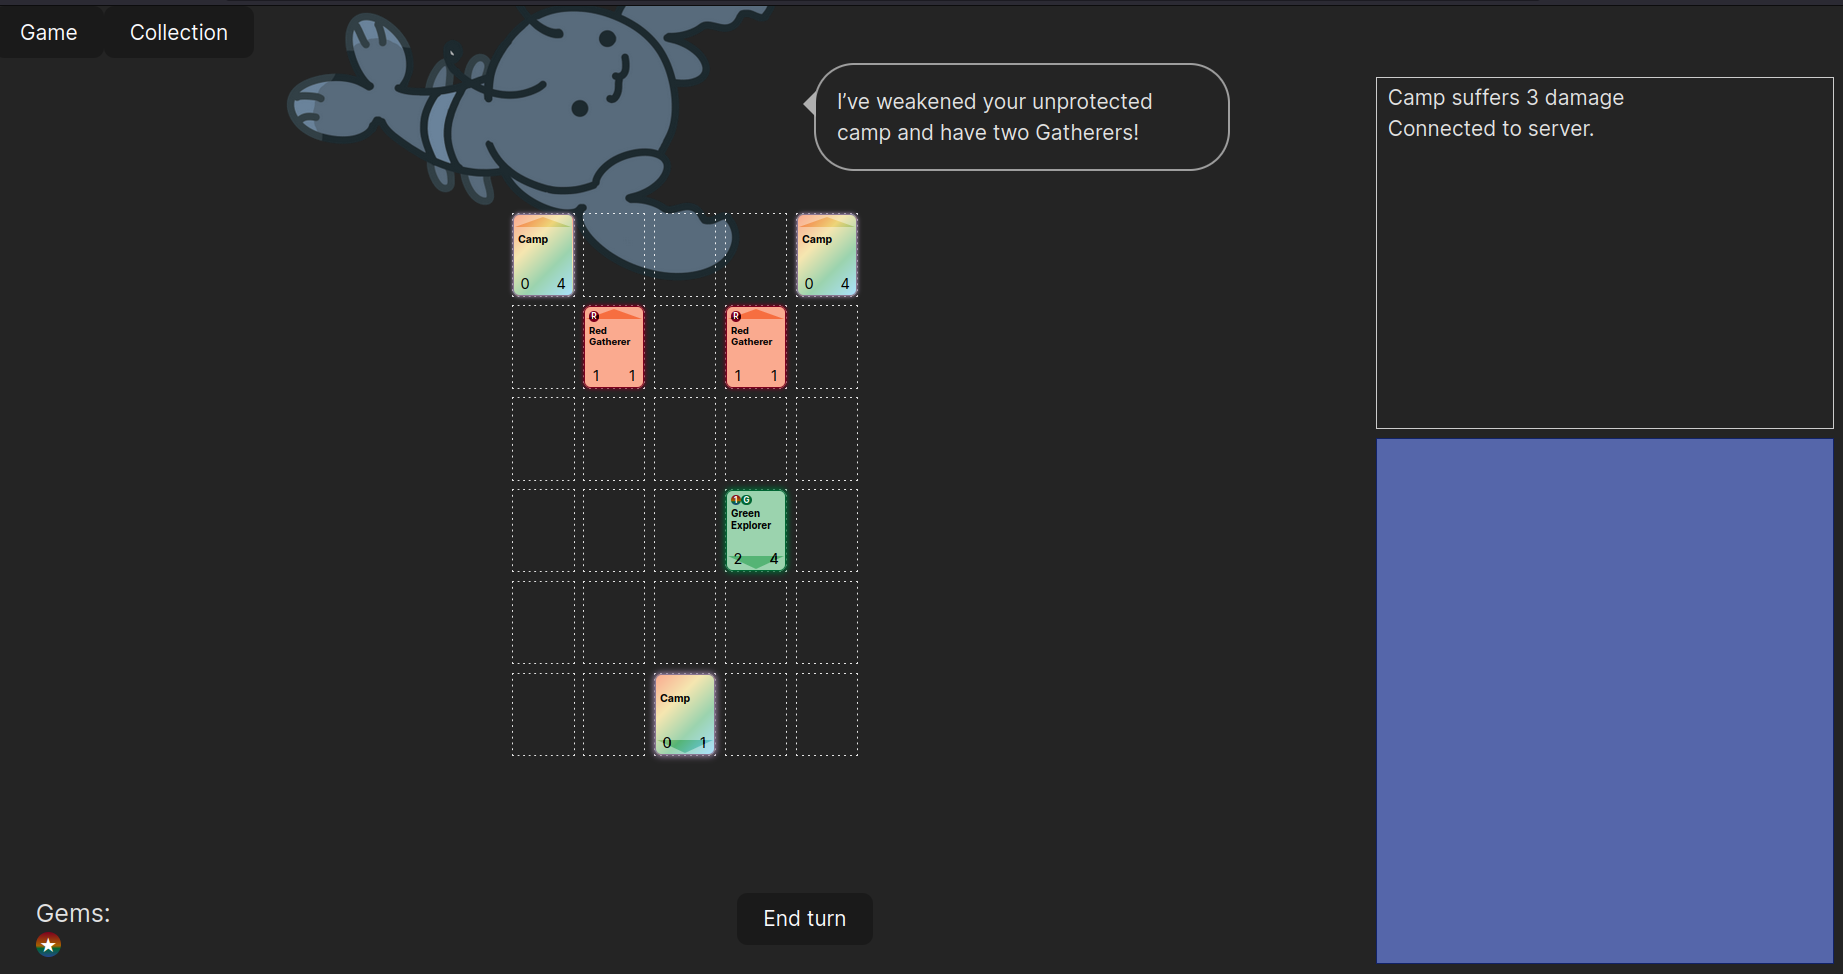 Game
Collection
I've weakened your unprotected
camp and have two Gatherers!
Camp suffers 3 damage
Connected to server.
Camp
0 4
Camp
0 4
R
Red
Gatherer
1 1
R
Red
Gatherer
1 1
1 G
Green
Explorer
2 4
Camp
0 1
Gems:
End turn